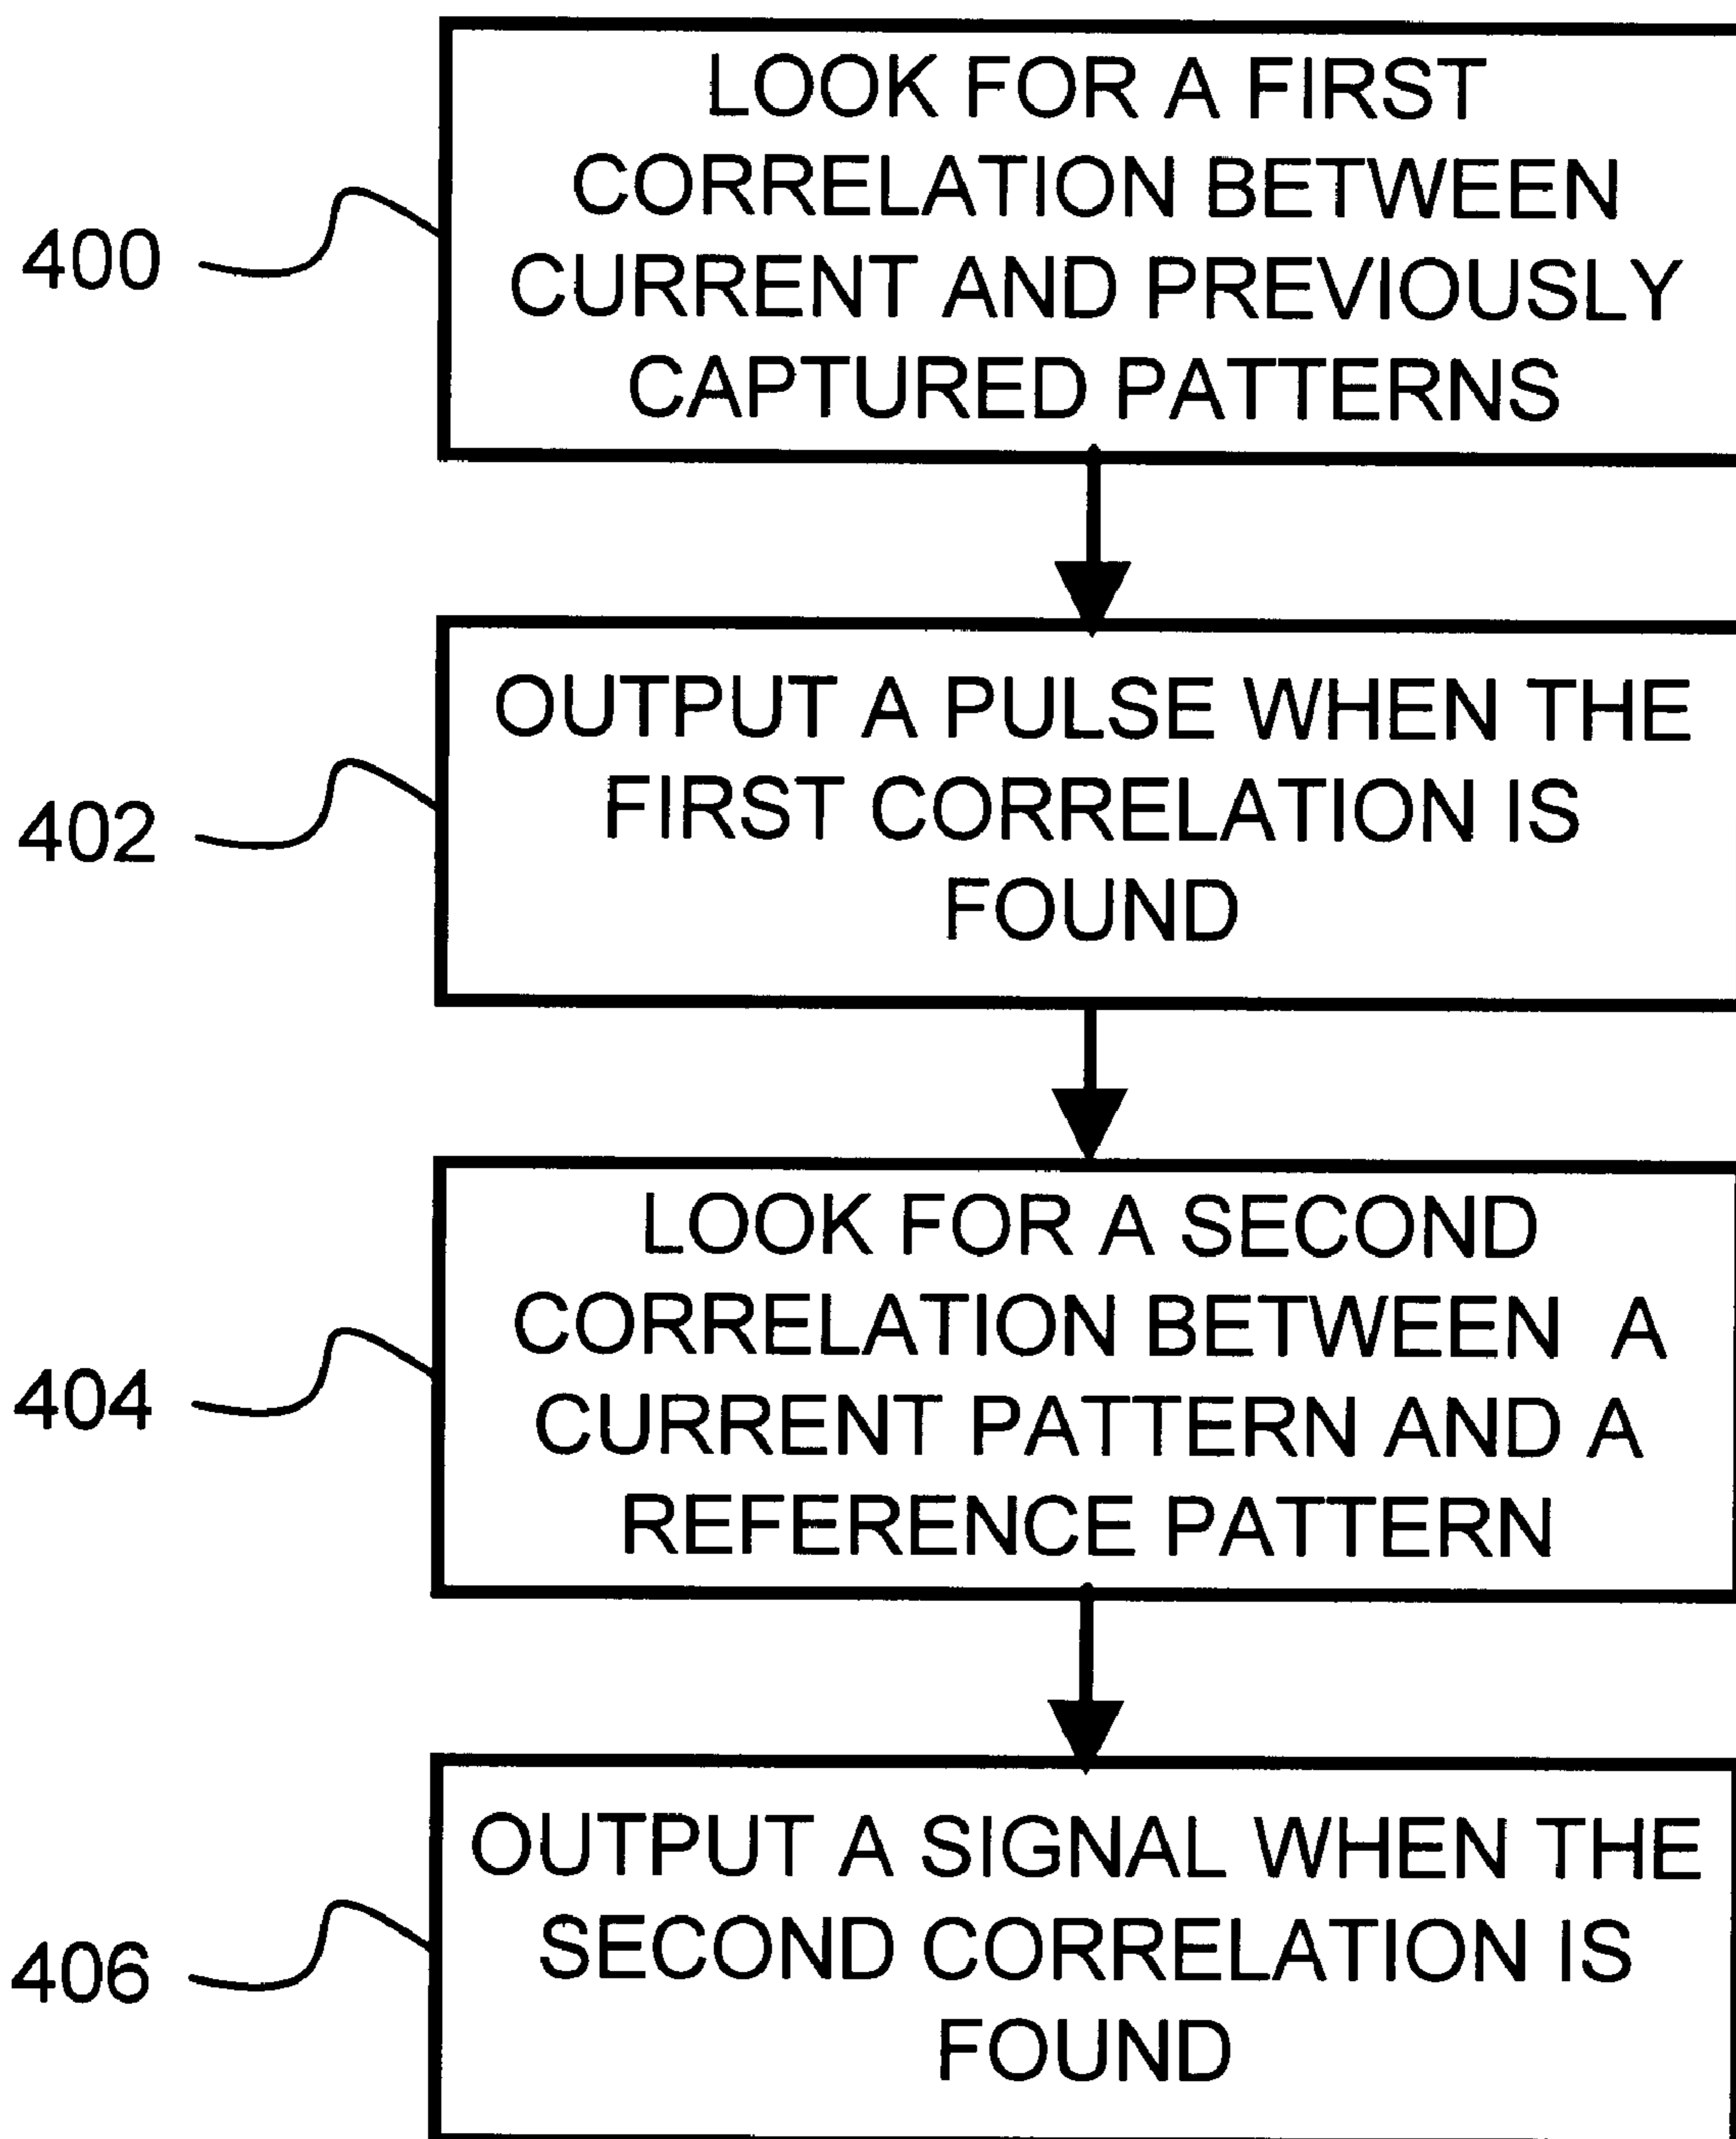 LOOK FOR A FIRST
CORRELATION BETWEEN
CURRENT AND PREVIOUSLY
CAPTURED PATTERNS
400
OUTPUT A PULSE WHEN THE
FIRST CORRELATION IS
FOUND
402
LOOK FOR A SECOND
CORRELATION BETWEEN A
CURRENT PATTERN AND A
REFERENCE PATTERN
404
OUTPUT A SIGNAL WHEN THE
SECOND CORRELATION IS
FOUND
406